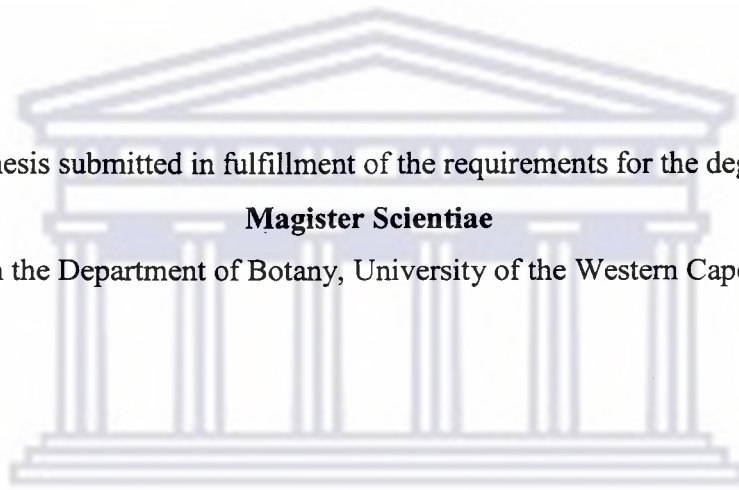 hesis submitted in fulfillment of the requirements for the deg
Magister Scientiae
n the Department of Botany, University of the Western Cap